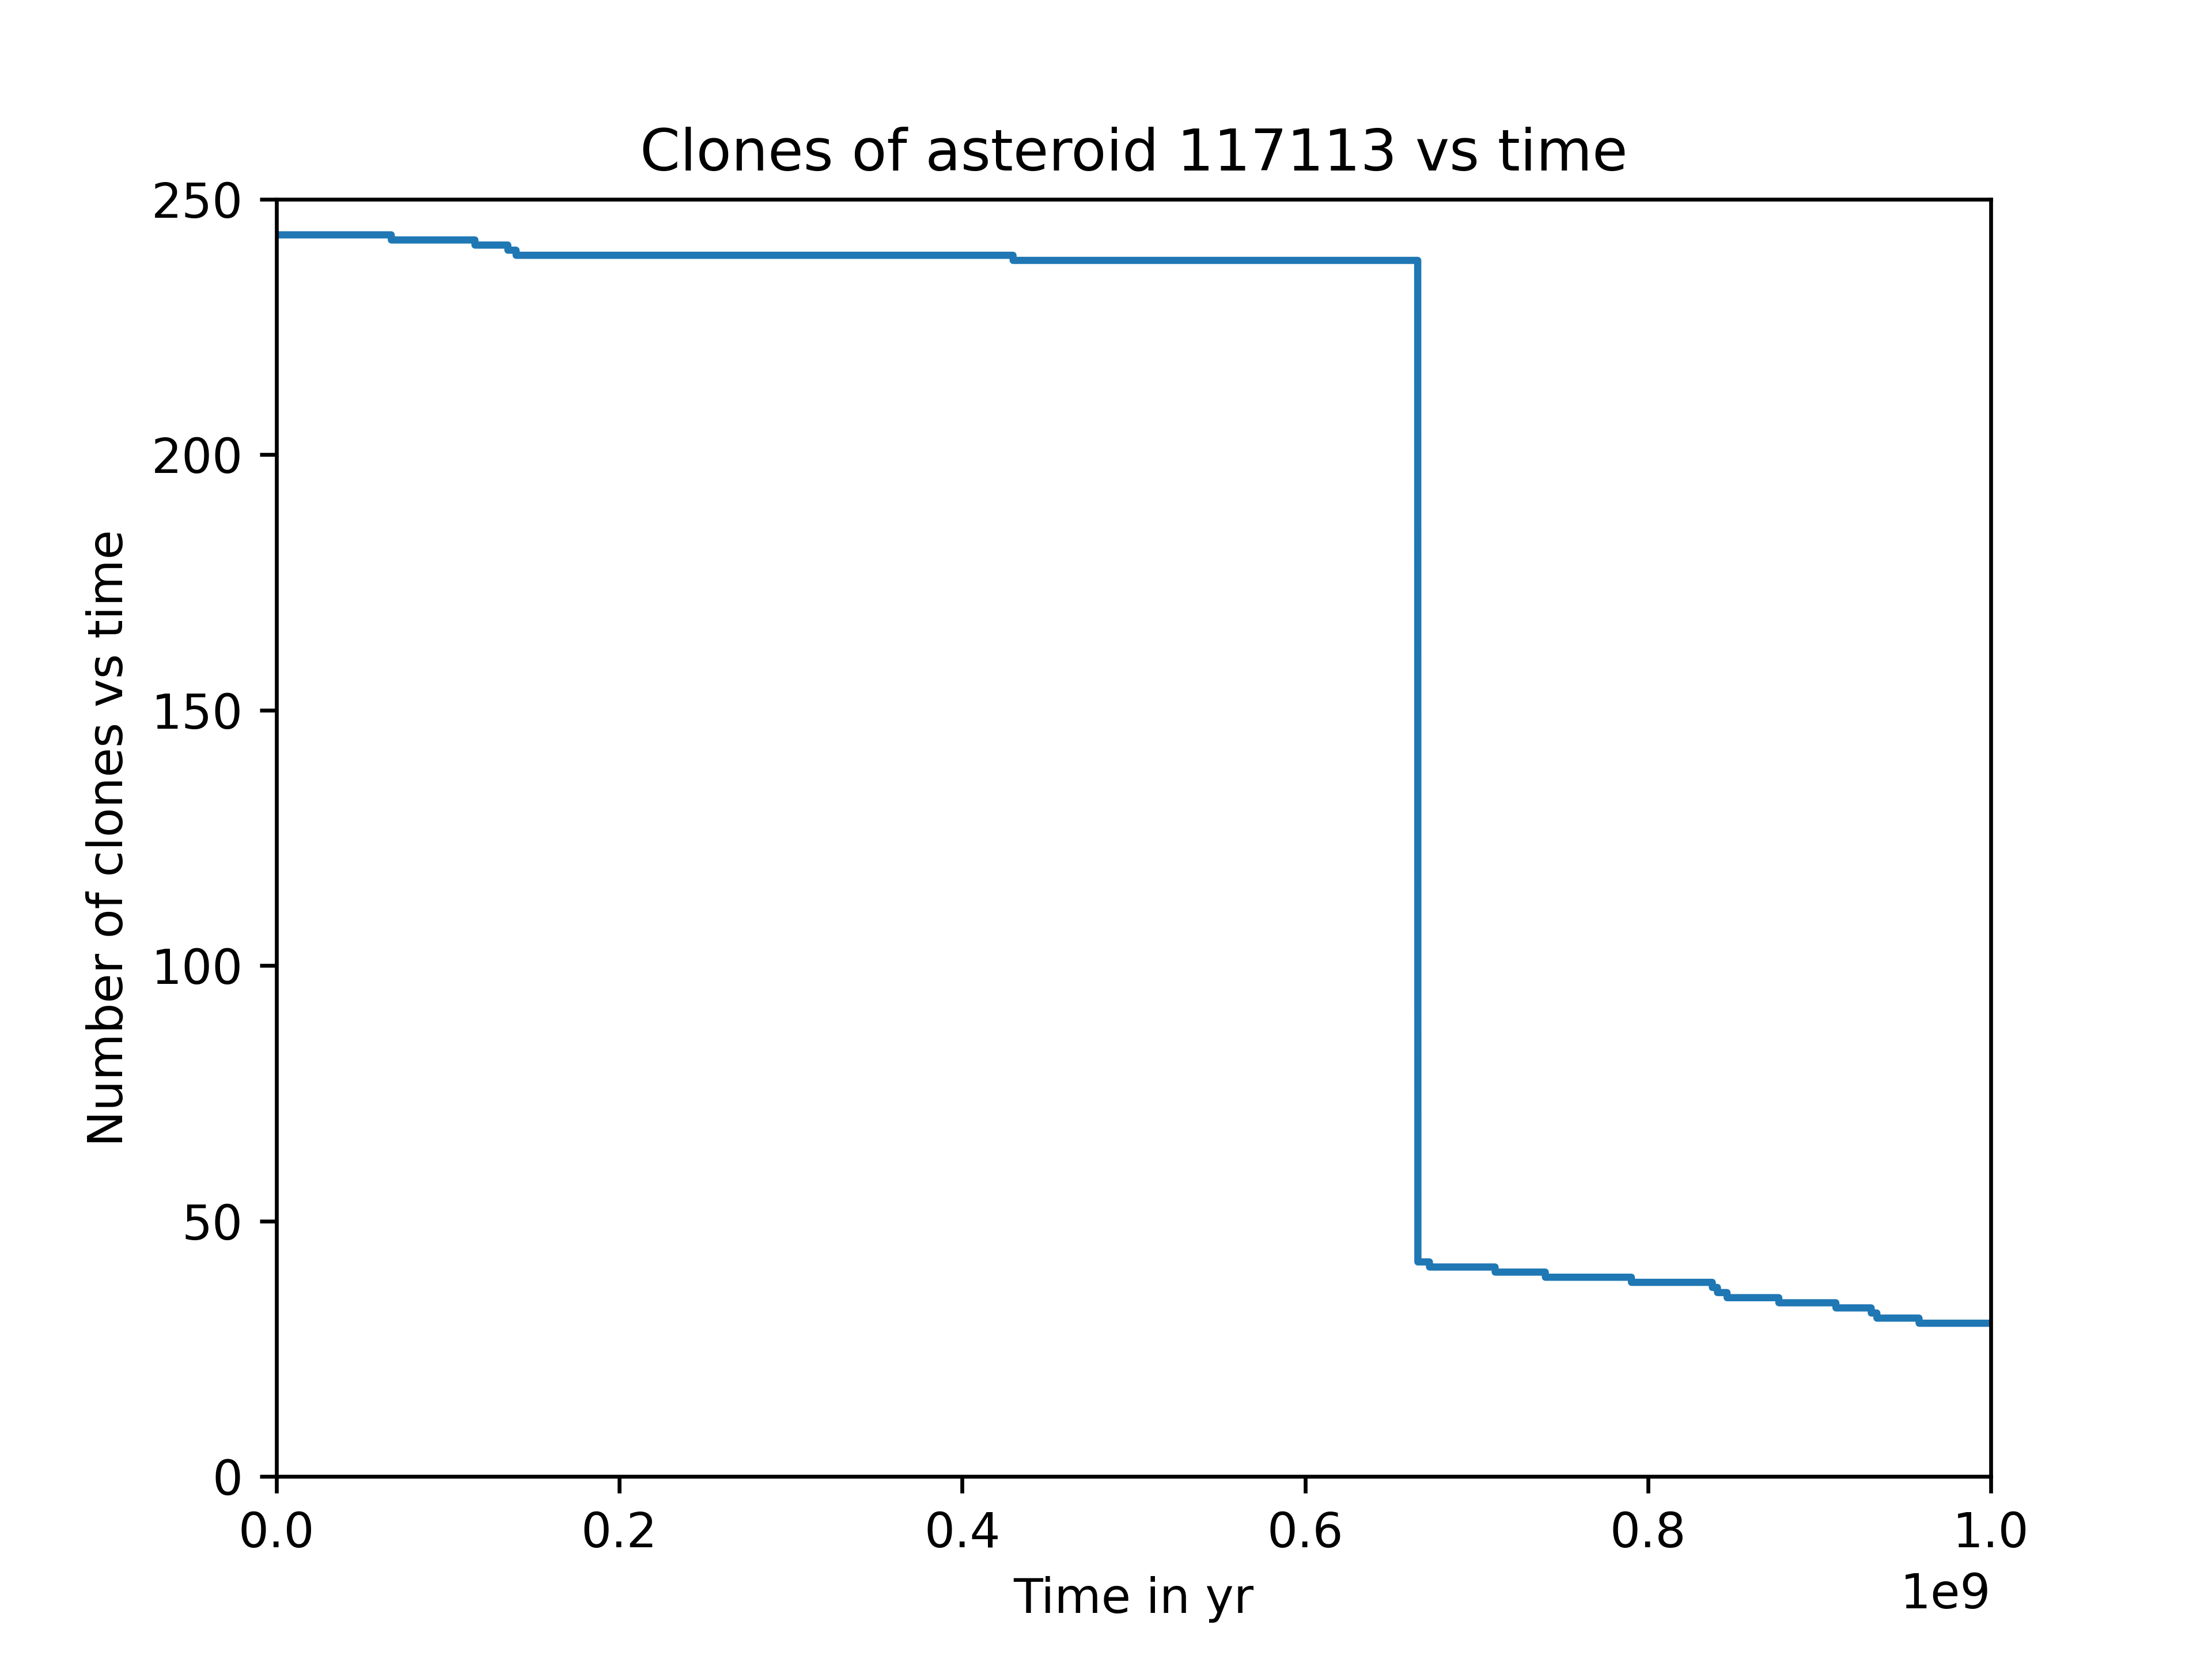 Clones of asteroid 117113 vs time
250
200
150
100
50
0
Number of clones vs time
0.0 0.2 0.4 0.6 0.8 1.0
1e9
Time in yr